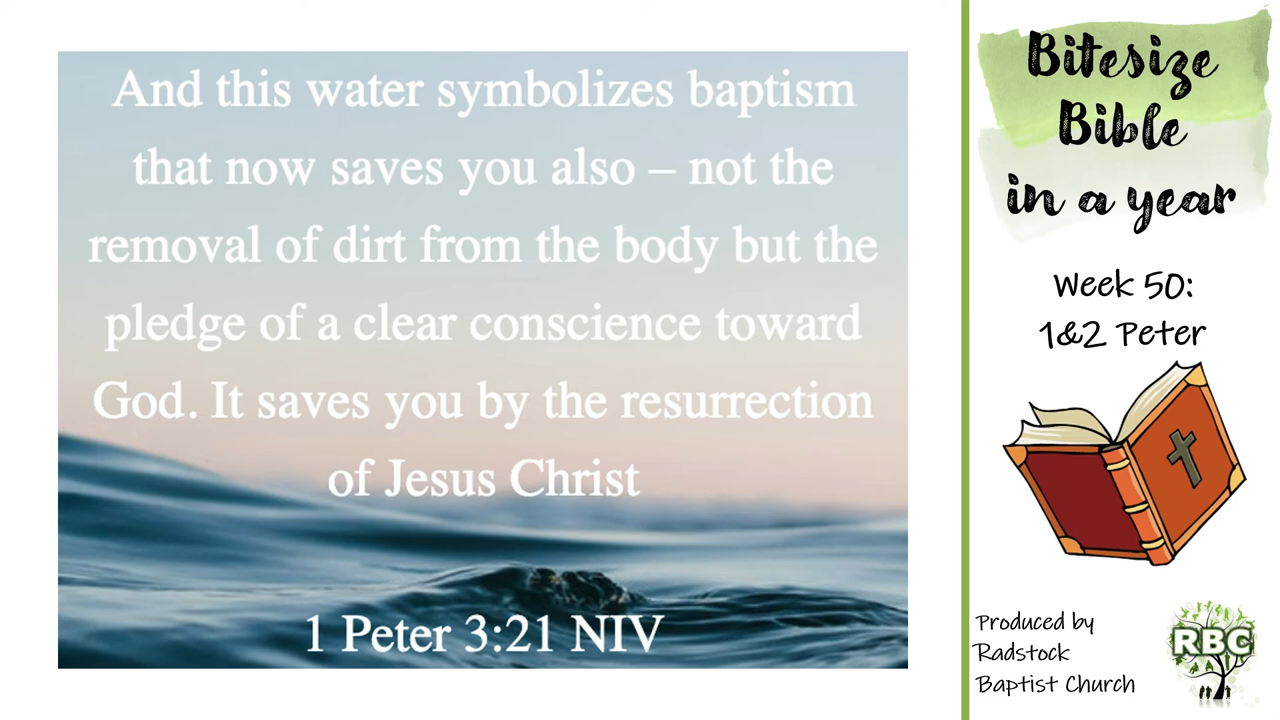 And this water symbolizes baptism
that now saves you also – not the
removal of dirt from the body but the
pledge of a clear conscience toward
God. It saves you by the resurrection
of Jesus Christ
1 Peter 3:21 NIV
Bitesize
Bible
in a year
Week 50:
1&2 Peter
Produced by
Radstock
Baptist Church
RBC